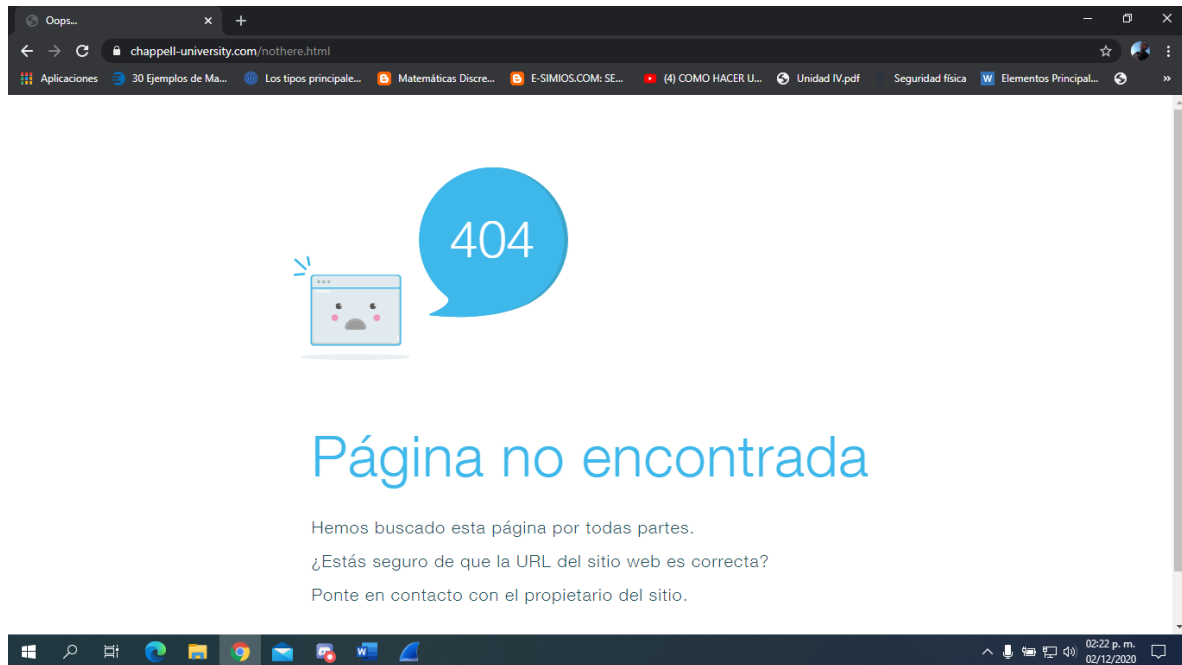 Oops...
chappell-university.com/nothere.html
Aplicaciones 30 Ejemplos de Ma... Los tipos principale... Matemáticas Discre... E-SIMIOS.COM: SE... (4) COMO HACER U... Unidad IV.pdf Seguridad física Elementos Principal... »
404
Página no encontrada
Hemos buscado esta página por todas partes.
¿Estás seguro de que la URL del sitio web es correcta?
Ponte en contacto con el propietario del sitio.
02:22 p. m.
02/12/2020